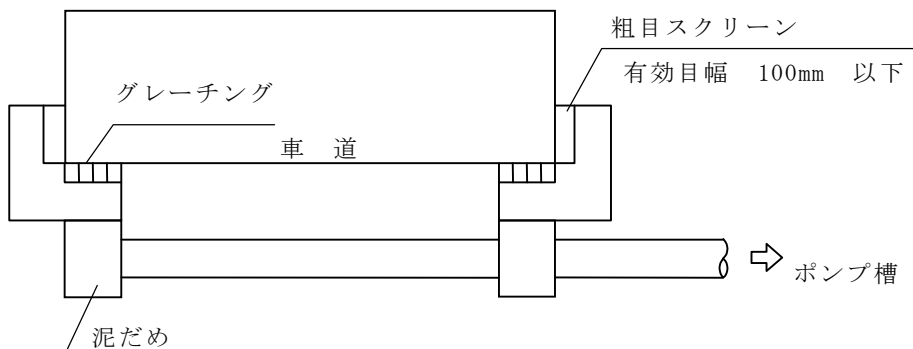 粗目スクリーン
有効目幅 100mm 以下
グレーチング
車 道
ポンプ槽
泥だめ